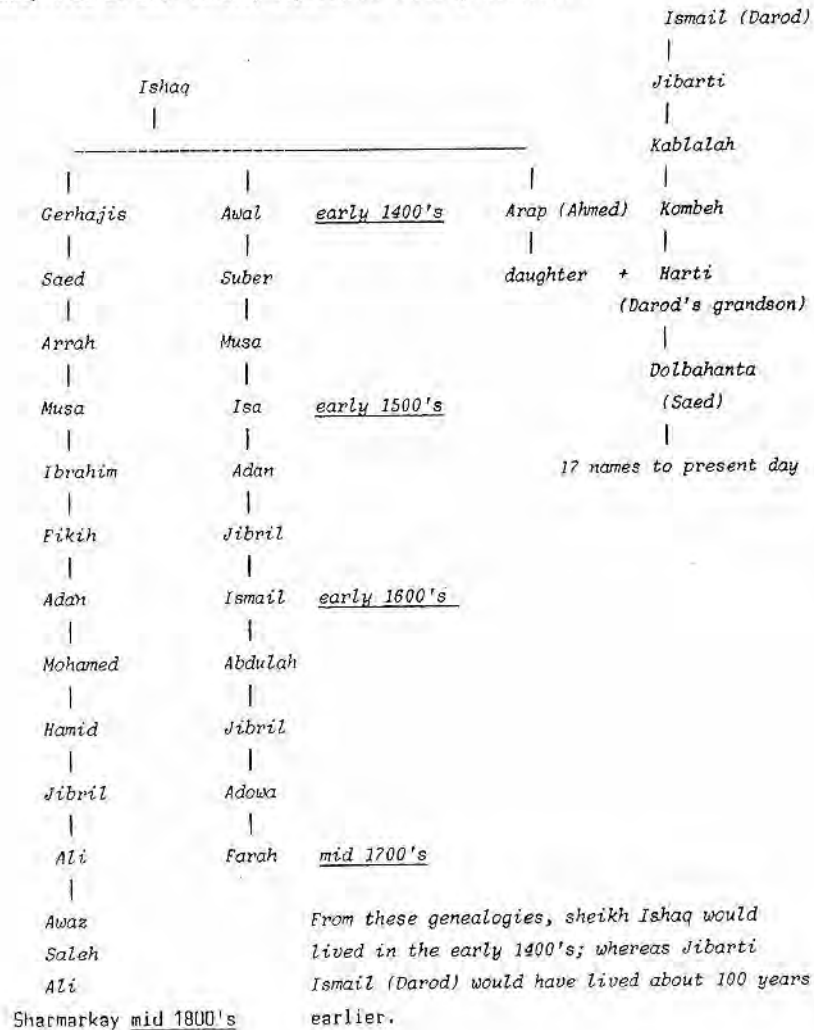 Ismail (Darod)
Ishaq
Jibarti
Kablalah
Gerhajis Awal early 1400's Arap (Ahmed) Kombeh
Saed Suber daughter + Harti
(Darod's grandson)
Arrah Musa
Dolbahanta
Musa Isa early 1500's (Saed)
Ibrahim Adan 17 names to present day
Fikih Jibril
Adan Ismail early 1600's
Mohamed Abdulah
Hamid Jibril
Jibril Adowa
Ali Farah mid 1700's
Awaz From these genealogies, sheikh Ishaq would
Saleh lived in the early 1400's; whereas Jibarti
Ali Ismail (Darod) would have lived about 100 years
Sharmarkay mid 1800's earlier.